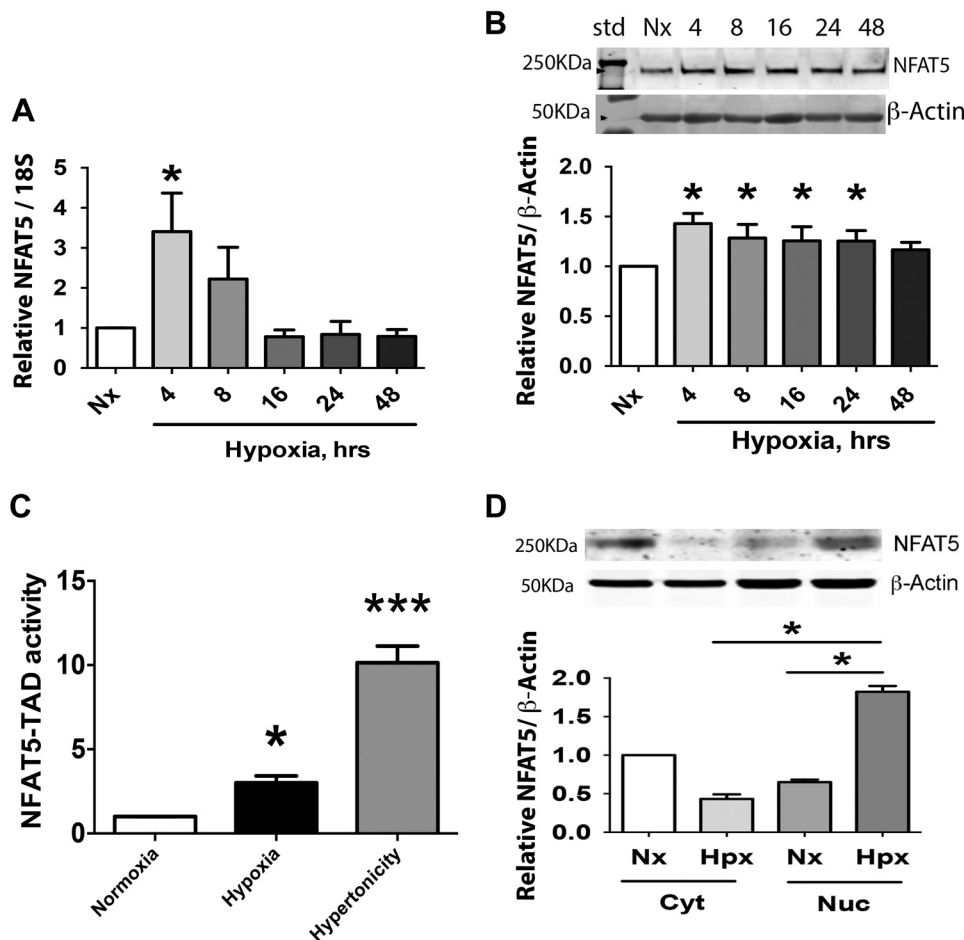 A
Relative NFAT5 / 18S
5
4
3
2
1
0
*
Nx 4 8 16 24 48
Hypoxia, hrs
B
std Nx 4 8 16 24 48
250KDa NFAT5
50KDa β-Actin
Relative NFAT5/ β-Actin
2.0
1.5
1.0
0.5
0.0
* * * *
Nx 4 8 16 24 48
Hypoxia, hrs
C
NFAT5-TAD activity
15
10
5
0
*
***
Normoxia Hypoxia Hypertonicity
D
250KDa NFAT5
50KDa β-Actin
Relative NFAT5/ β-Actin
2.0
1.5
1.0
0.5
0.0
*
*
Nx Hpx Nx Hpx
Cyt Nuc